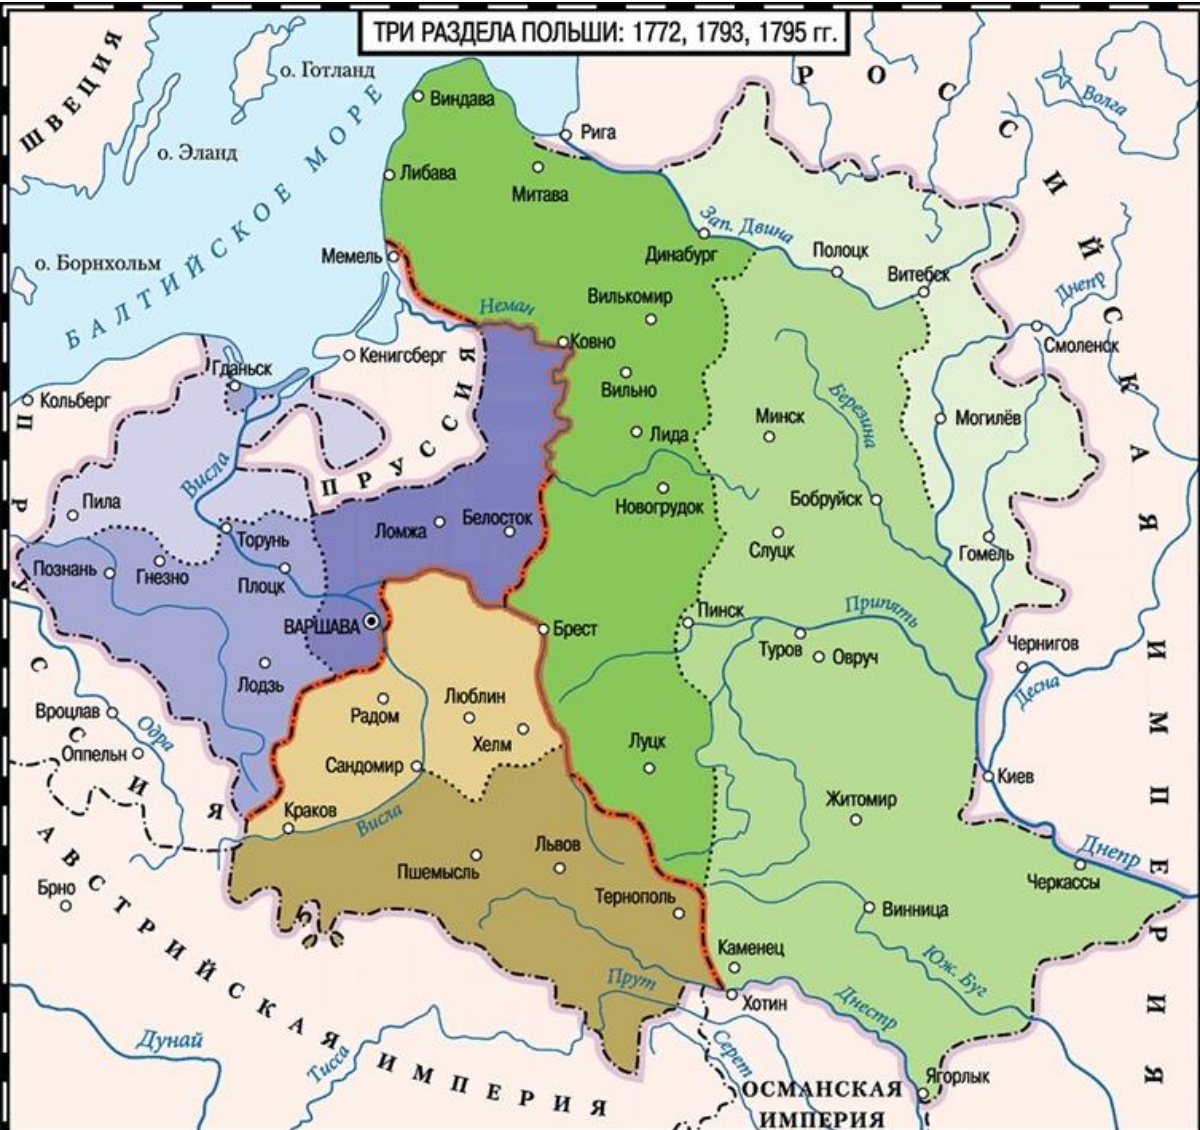 ТРИ РАЗДЕЛА ПОЛЬШИ: 1772, 1793, 1795 гг.
ШВЕЦИЯ
о. Готланд
о. Эланд
о. Борнхольм
БАЛТИЙСКОЕ МОРЕ
РОССИЙСКАЯ ИМПЕРИЯ
Волга
Виндава
Рига
Либава
Митава
Зап. Двина
Динабург
Полоцк
Витебск
Мемель
Неман
Вилькомир
Днепр
Смоленск
Ковно
Кенигсберг
Гданьск
Кольберг
Вильно
Березина
Минск
Могилёв
Лида
ПРУССИЯ
Висла
Пила
Новогрудок
Бобруйск
Ломжа
Белосток
Торунь
Слуцк
Гомель
Познань
Гнезно
Плоцк
ПРУССИЯ
ВАРШАВА
Брест
Пинск
Припять
Туров
Овруч
Чернигов
Десна
Лодзь
Радом
Люблин
Хелм
Вроцлав
Одра
Оппельн
Сандомир
Луцк
Киев
Житомир
Краков
Висла
Львов
Пшемысль
Днепр
Черкассы
Брно
Тернополь
Винница
АВСТРИЙСКАЯ ИМПЕРИЯ
Каменец
Юж. Буг
Прут
Хотин
Днестр
Дунай
Тисса
Серет
Ягорлык
ОСМАНСКАЯ
ИМПЕРИЯ